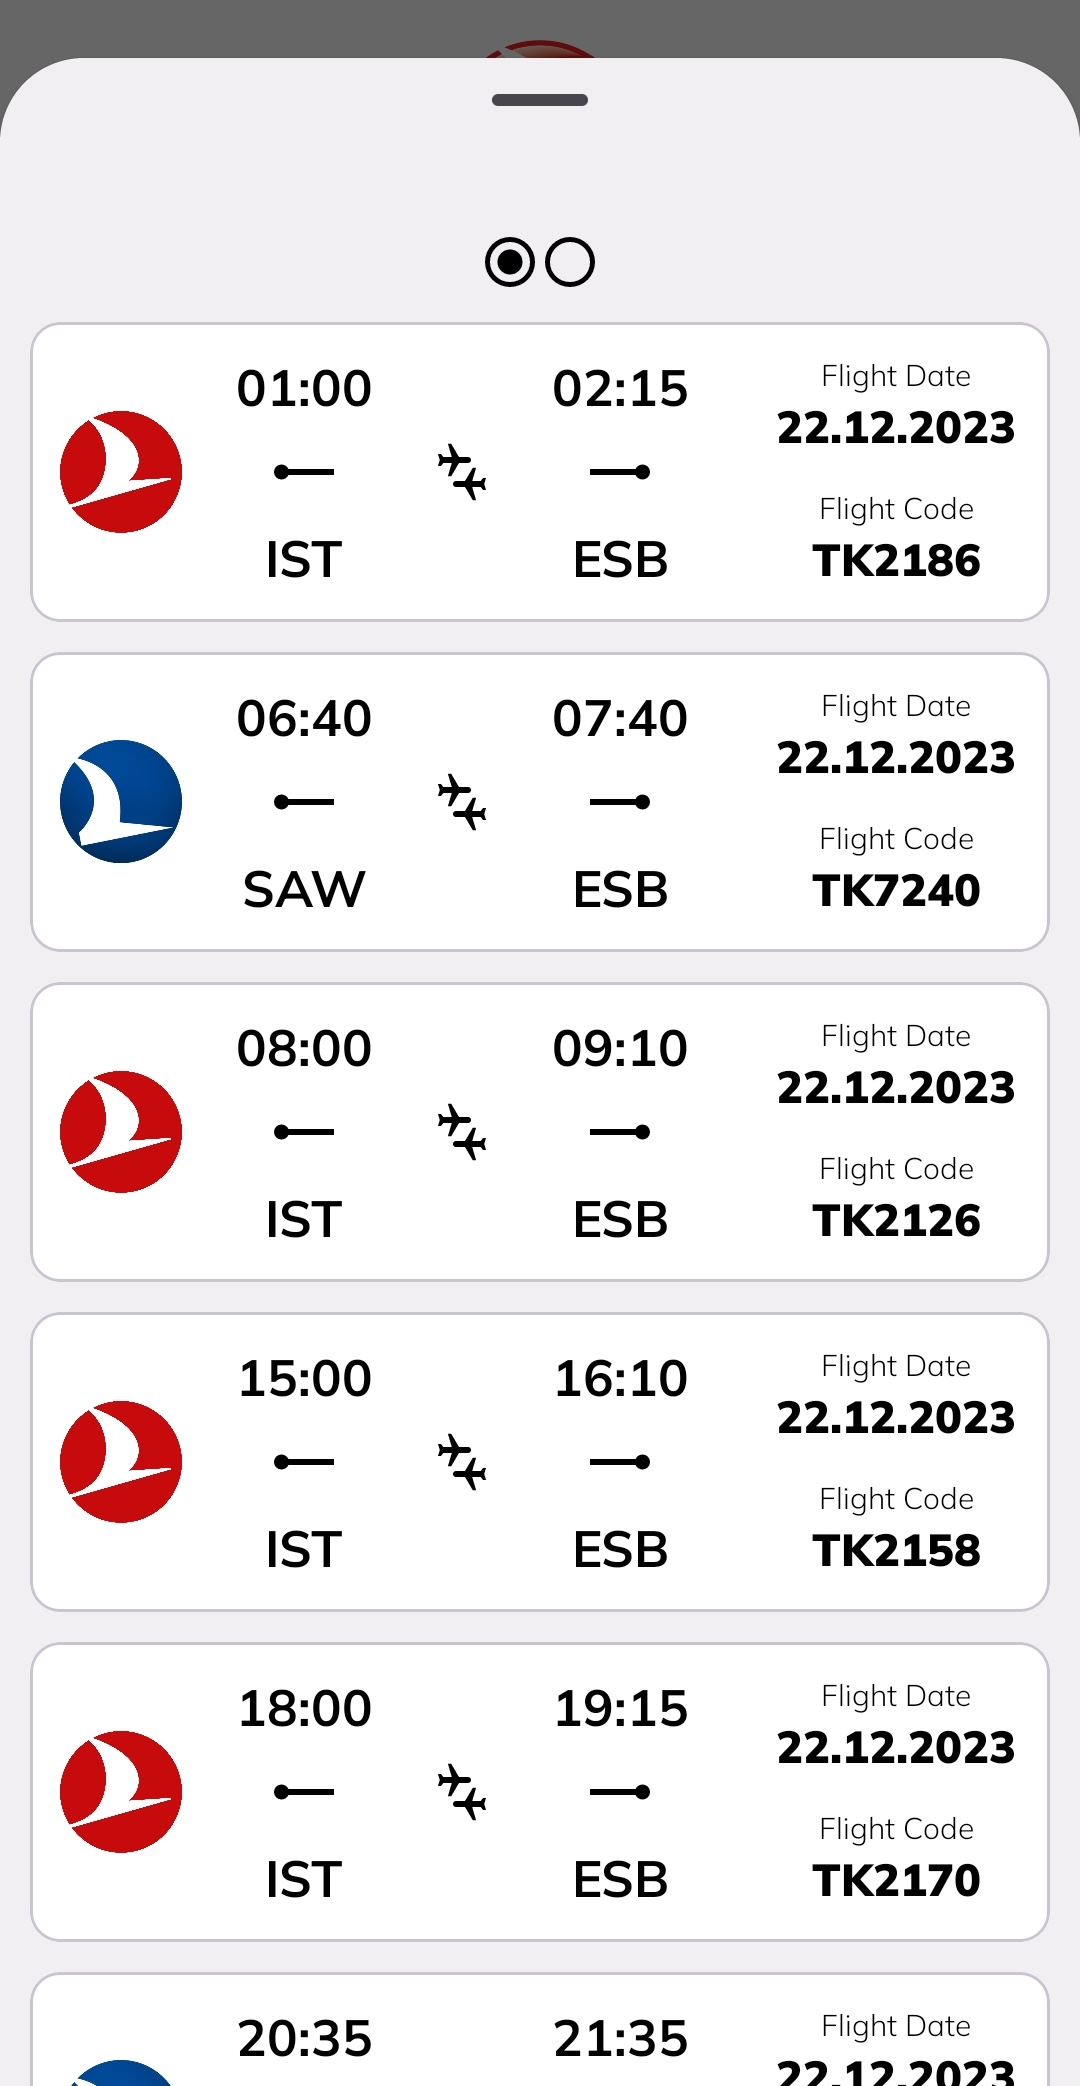 01:00
02:15
Flight Date
22.12.2023
IST
ESB
Flight Code
TK2186
06:40
07:40
Flight Date
22.12.2023
SAW
ESB
Flight Code
TK7240
08:00
09:10
Flight Date
22.12.2023
IST
ESB
Flight Code
TK2126
15:00
16:10
Flight Date
22.12.2023
IST
ESB
Flight Code
TK2158
18:00
19:15
Flight Date
22.12.2023
IST
ESB
Flight Code
TK2170
20:35
21:35
Flight Date
22.12.2023